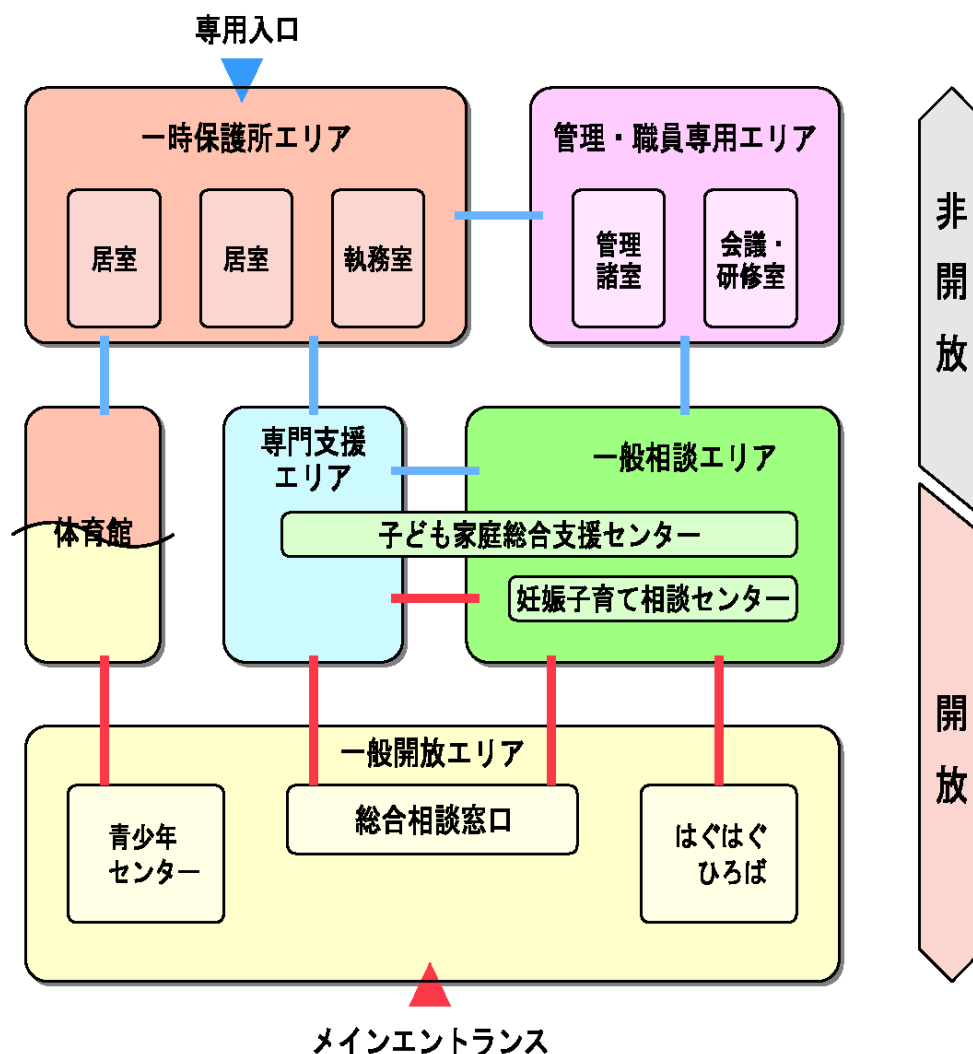 専用入口
一時保護所エリア
居室
居室
執務室
管理・職員専用エリア
管理
諸室
会議・
研修室
非開放
体育館
専門支援
エリア
一般相談エリア
子ども家庭総合支援センター
妊娠子育て相談センター
開放
一般開放エリア
青少年
センター
総合相談窓口
はぐはぐ
ひろば
メインエントランス